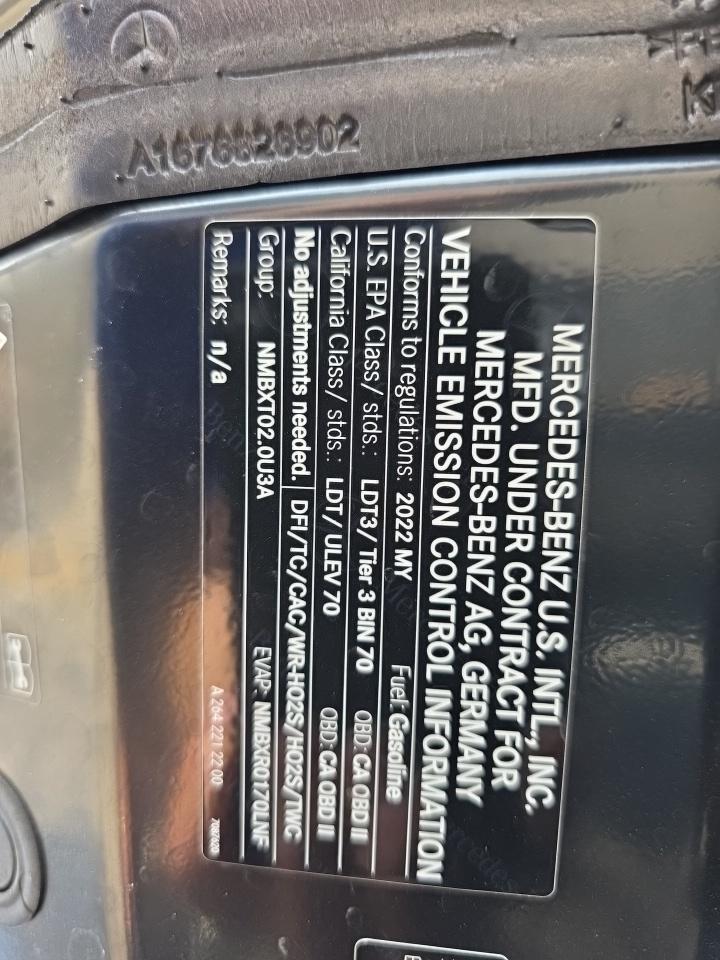 MERCEDES-BENZ U.S. INTL., INC.
MFD. UNDER CONTRACT FOR
MERCEDES-BENZ AG, GERMANY
VEHICLE EMISSION CONTROL INFORMATION
Conforms to regulations: 2022 MY Fuel: Gasoline
U.S. EPA Class/ stds.: LDT3/ Tier 3 BIN 70 OBD: CA OBD II
California Class/ stds.: LDT/ ULEV 70 OBD: CA OBD II
No adjustments needed. DFI/TC/CAC/WR-HO2S/HO2S/TWC
Group: NMBXT02.0U3A EVAP: NMBXR0170LNF
Remarks: n/a A 264 221 22 00
A1676826902